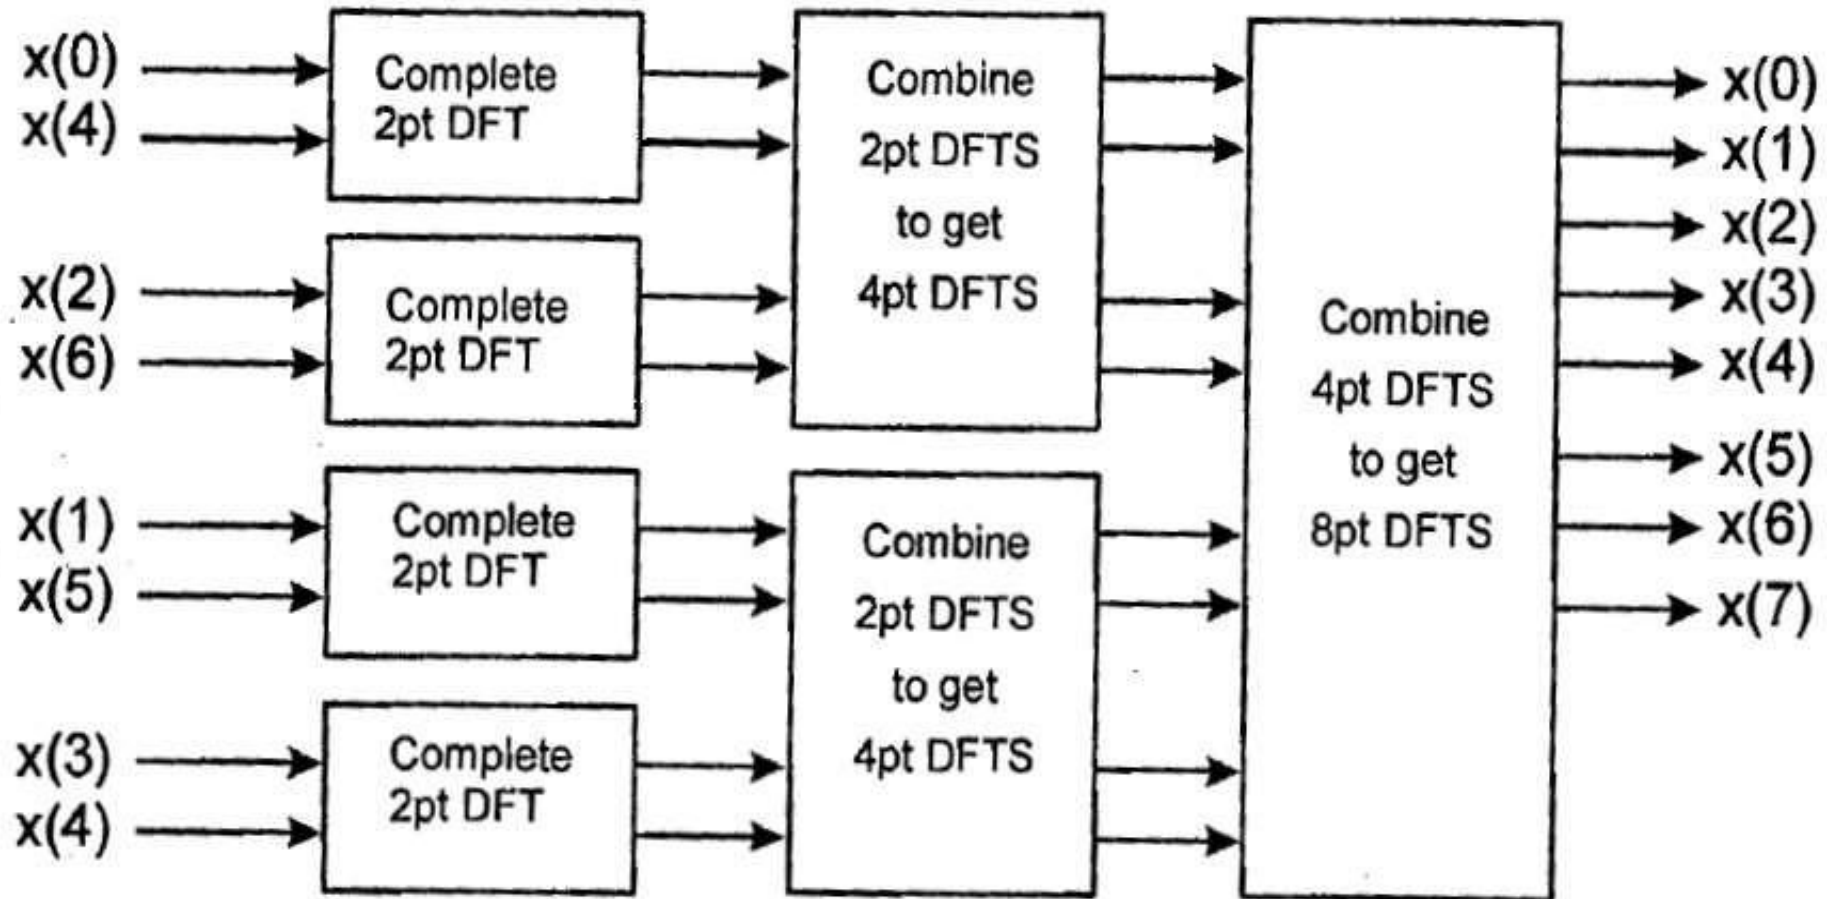 x(0)
x(4)
x(2)
x(6)
x(1)
x(5)
x(3)
x(4)
Complete
2pt DFT
Complete
2pt DFT
Complete
2pt DFT
Complete
2pt DFT
Combine
2pt DFTS
to get
4pt DFTS
Combine
2pt DFTS
to get
4pt DFTS
Combine
4pt DFTS
to get
8pt DFTS
x(0)
x(1)
x(2)
x(3)
x(4)
x(5)
x(6)
x(7)